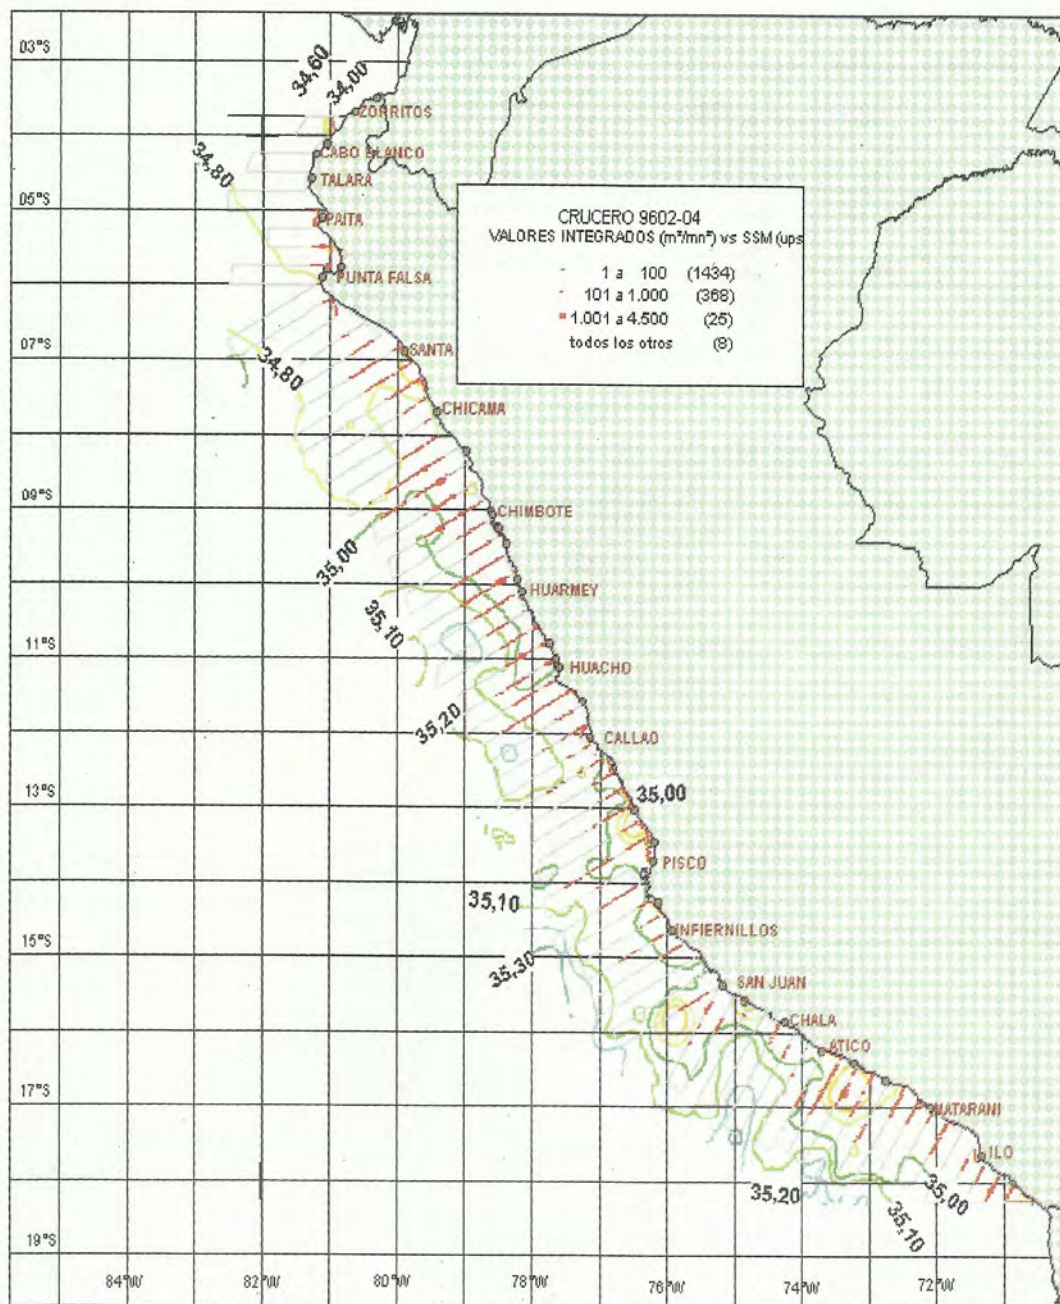 03°S
34,60
34,00
ZORRITOS
CABO BLANCO
34,80
TALARA
05°S
PAITA
CRUCERO 9602-04
VALORES INTEGRADOS (m²/mn²) vs SSM (ups
1 a 100 (1434)
101 a 1.000 (368)
1.001 a 4.500 (25)
todos los otros (8)
PUNTA FALSA
07°S
SANTA
34,80
CHICAMA
09°S
CHIMBOTE
35,00
HUARMEY
35,10
11°S
HUACHO
35,20
CALLAO
13°S
35,00
PISCO
35,10
INFIERNILLOS
15°S
35,30
SAN JUAN
CHALA
ATICO
17°S
MATARANI
ILO
35,20
35,00
35,10
19°S
84°W
82°W
80°W
78°W
76°W
74°W
72°W